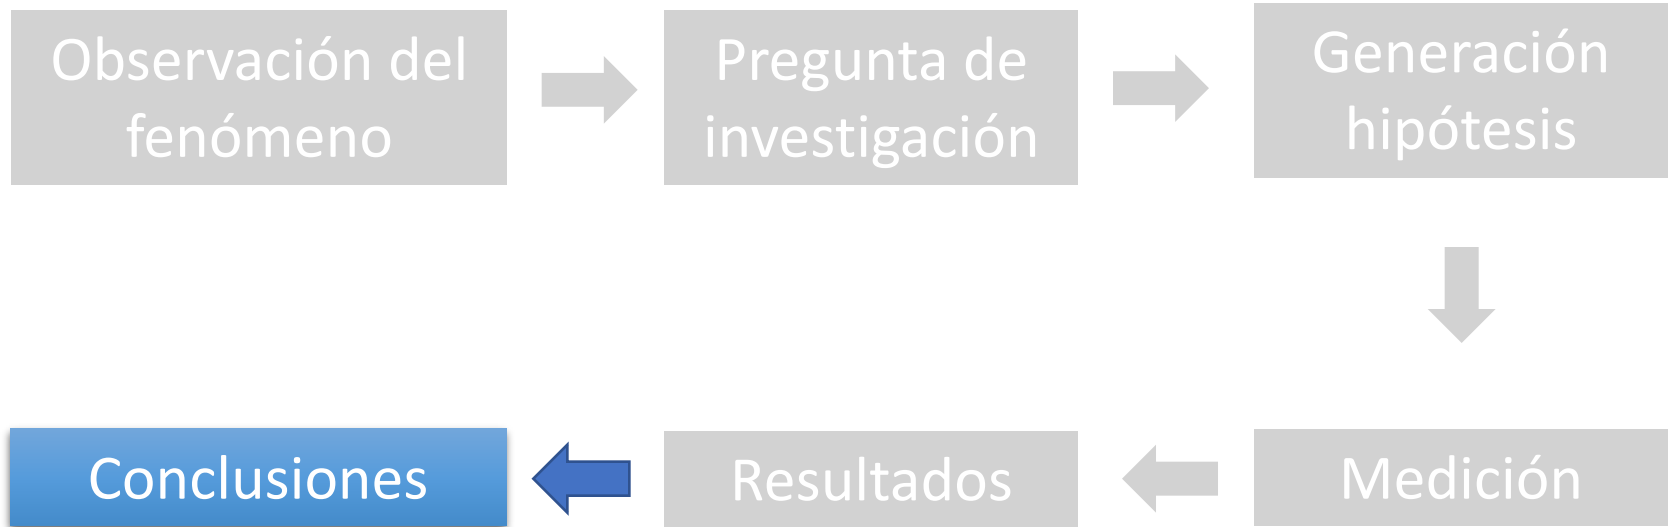 Observación del
fenómeno
Pregunta de
investigación
Generación
hipótesis
Conclusiones
Resultados
Medición